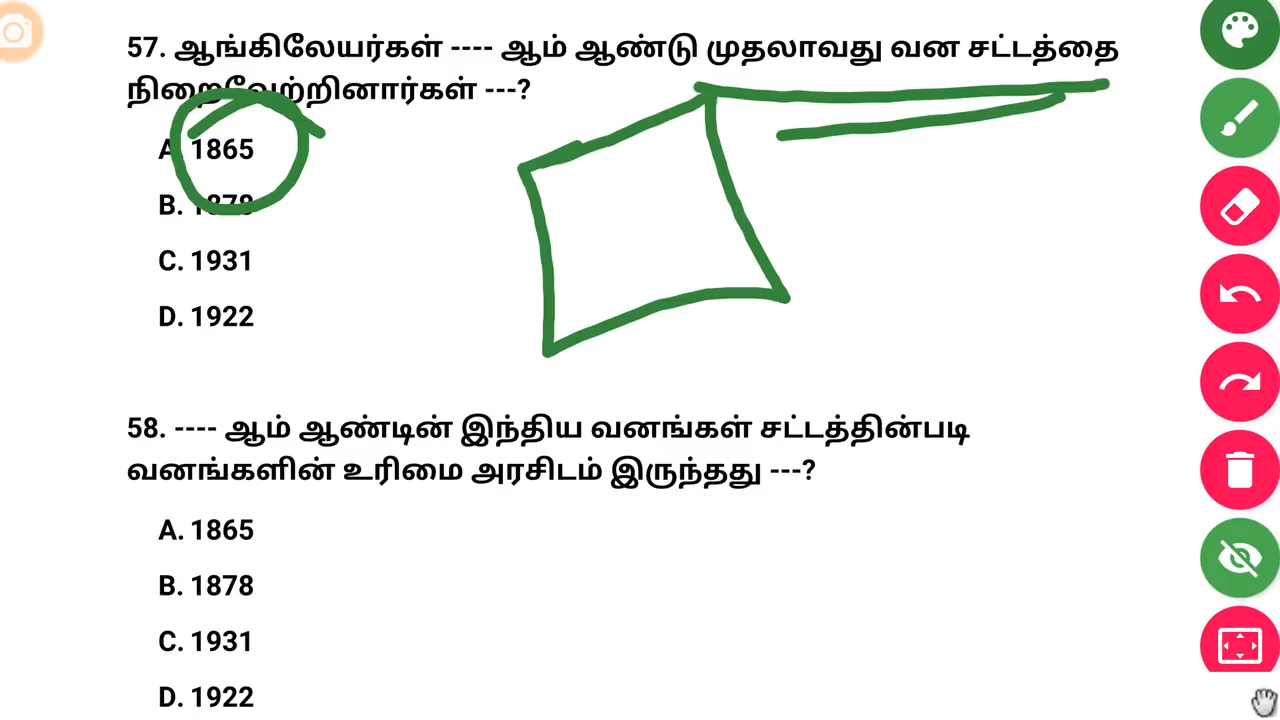 57. ஆங்கிலேயர்கள் ---- ஆம் ஆண்டு முதலாவது வன சட்டத்தை
நிறைவேற்றினார்கள் ---?
A. 1865
B. 1878
C. 1931
D. 1922
58. ---- ஆம் ஆண்டின் இந்திய வனங்கள் சட்டத்தின்படி
வனங்களின் உரிமை அரசிடம் இருந்தது ---?
A. 1865
B. 1878
C. 1931
D. 1922